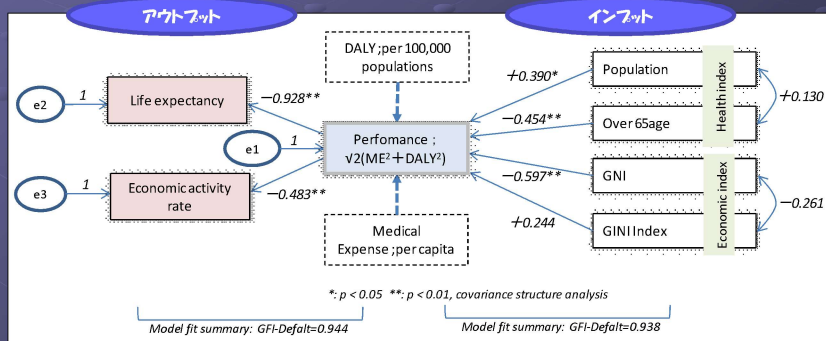 アウトプット
インプット
DALY ;per 100,000
populations
Population
Health index
+0.390*
+0.130
e2
1
Life expectancy
−0.928**
−0.454**
Over 65age
e1
1
Perfomance ;
√2(ME²+DALY²)
−0.597**
GNI
Economic index
e3
1
Economic activity
rate
−0.483**
−0.261
+0.244
GINI Index
Medical
Expense ;per capita
*: p < 0.05 **: p < 0.01, covariance structure analysis
Model fit summary: GFI-Defalt=0.944
Model fit summary: GFI-Defalt=0.938